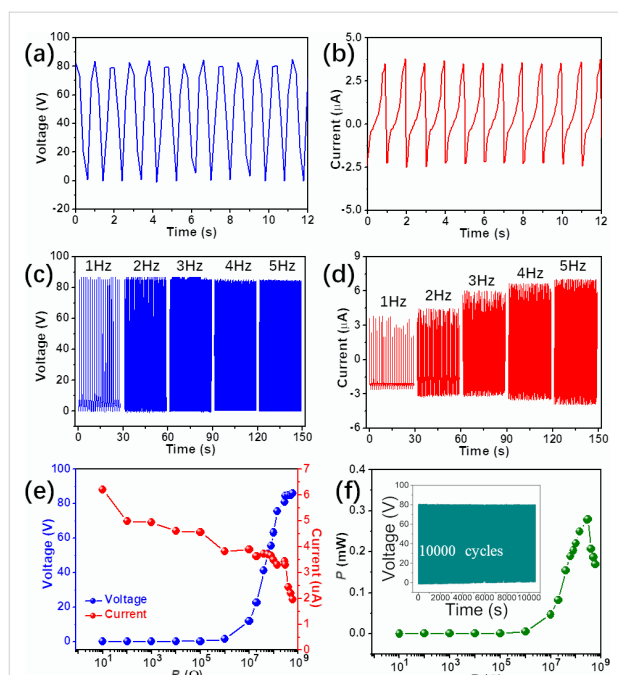 (a)
100
80
60
40
20
0
-20
Voltage (V)
0 2 4 6 8 10 12
Time (s)
(b)
5.0
2.5
0.0
-2.5
-5.0
Current (μA)
0 2 4 6 8 10 12
Time (s)
(c)
100
80
60
40
20
0
Voltage (V)
1Hz 2Hz 3Hz 4Hz 5Hz
0 30 60 90 120 150
Time (s)
(d)
9
6
3
0
-3
-6
Current (μA)
1Hz 2Hz 3Hz 4Hz 5Hz
0 30 60 90 120 150
Time (s)
(e)
100
80
60
40
20
0
Voltage (V)
7
6
5
4
3
2
1
0
Current (uA)
Voltage
Current
10¹ 10³ 10⁵ 10⁷ 10⁹
(f)
0.4
0.3
0.2
0.1
0.0
P (mW)
80
60
40
20
0
Voltage (V)
10000 cycles
0 2000 4000 6000 8000 10000
Time (s)
10¹ 10³ 10⁵ 10⁷ 10⁹